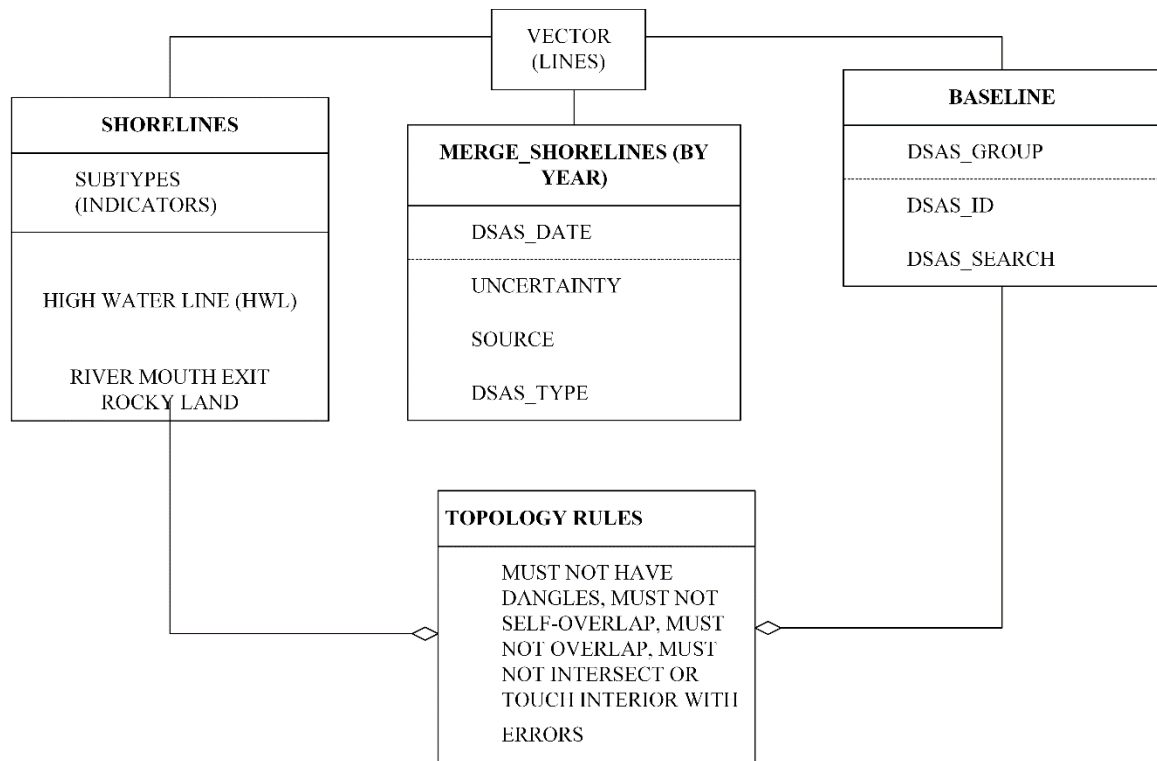 VECTOR
(LINES)
SHORELINES
SUBTYPES
(INDICATORS)
HIGH WATER LINE (HWL)
RIVER MOUTH EXIT
ROCKY LAND
MERGE_SHORELINES (BY
YEAR)
DSAS_DATE
UNCERTAINTY
SOURCE
DSAS_TYPE
BASELINE
DSAS_GROUP
DSAS_ID
DSAS_SEARCH
TOPOLOGY RULES
MUST NOT HAVE
DANGLES, MUST NOT
SELF-OVERLAP, MUST
NOT OVERLAP, MUST
NOT INTERSECT OR
TOUCH INTERIOR WITH
ERRORS